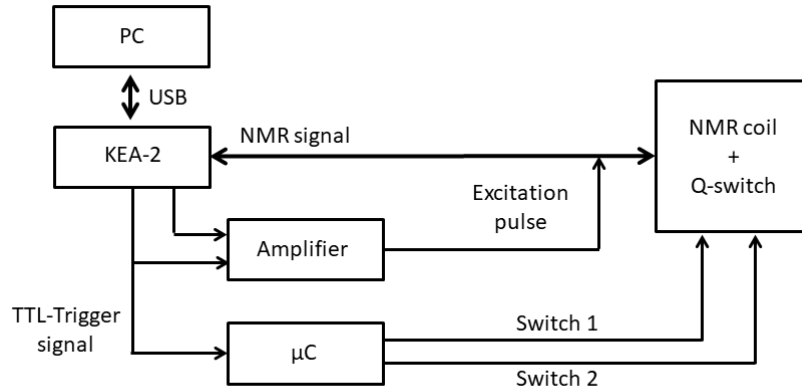 PC
USB
KEA-2
NMR signal
NMR coil
+
Q-switch
Excitation
pulse
Amplifier
TTL-Trigger
signal
μC
Switch 1
Switch 2